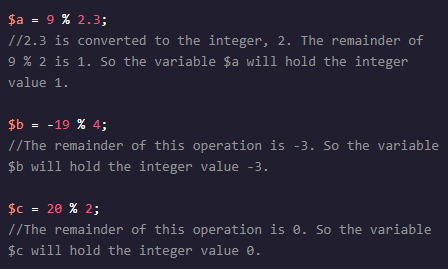 $a = 9 % 2.3;
//2.3 is converted to the integer, 2. The remainder of
9 % 2 is 1. So the variable $a will hold the integer
value 1.
$b = -19 % 4;
//The remainder of this operation is -3. So the variable
$b will hold the integer value -3.
$c = 20 % 2;
//The remainder of this operation is 0. So the variable
$c will hold the integer value 0.